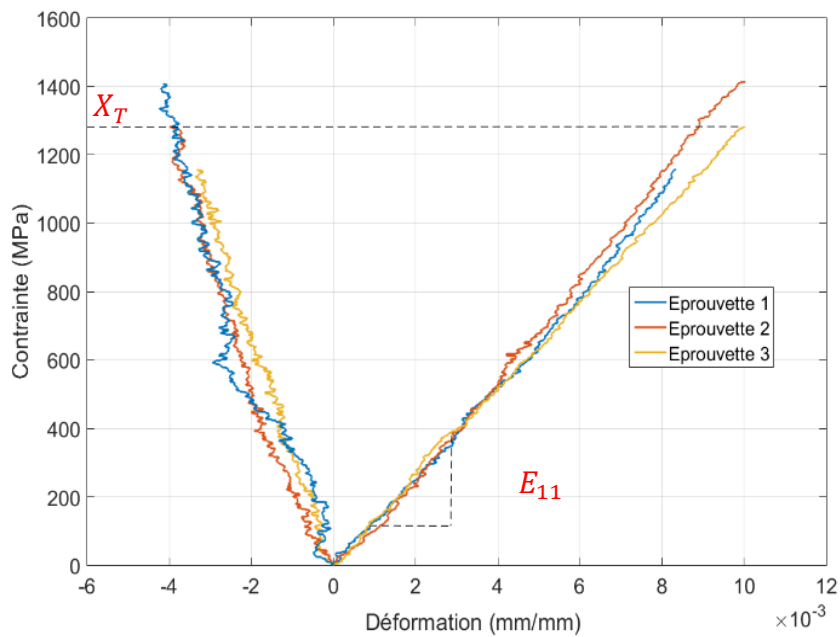 1600
1400
1200
1000
800
600
400
200
0
-6
-4
-2
0
2
4
6
8
10
12
×10⁻³
Contrainte (MPa)
Déformation (mm/mm)
X_T
E_11
Eprouvette 1
Eprouvette 2
Eprouvette 3